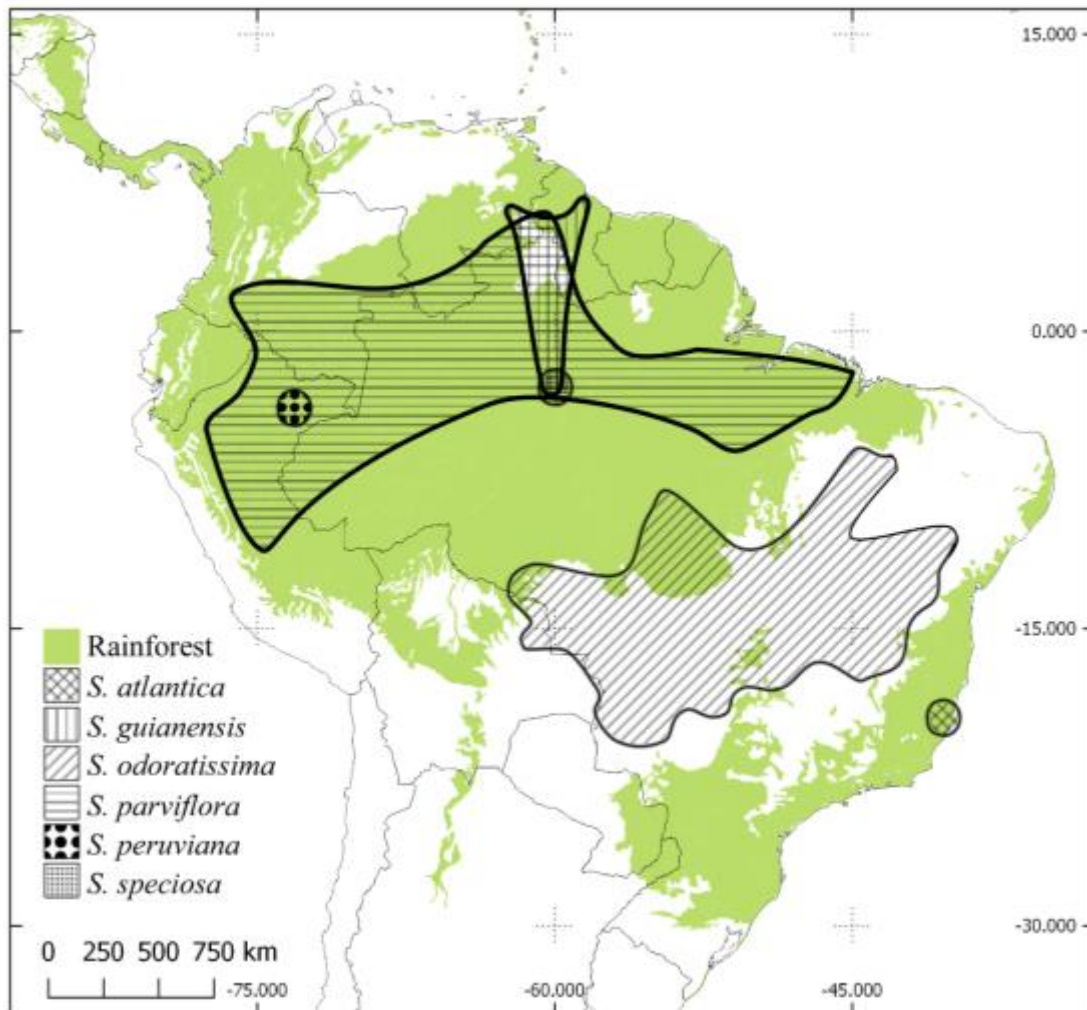 15.000
0.000
-15.000
Rainforest
S. atlantica
S. guianensis
S. odoratissima
S. parviflora
S. peruviana
S. speciosa
-30.000
0 250 500 750 km
-75.000 -60.000 -45.000